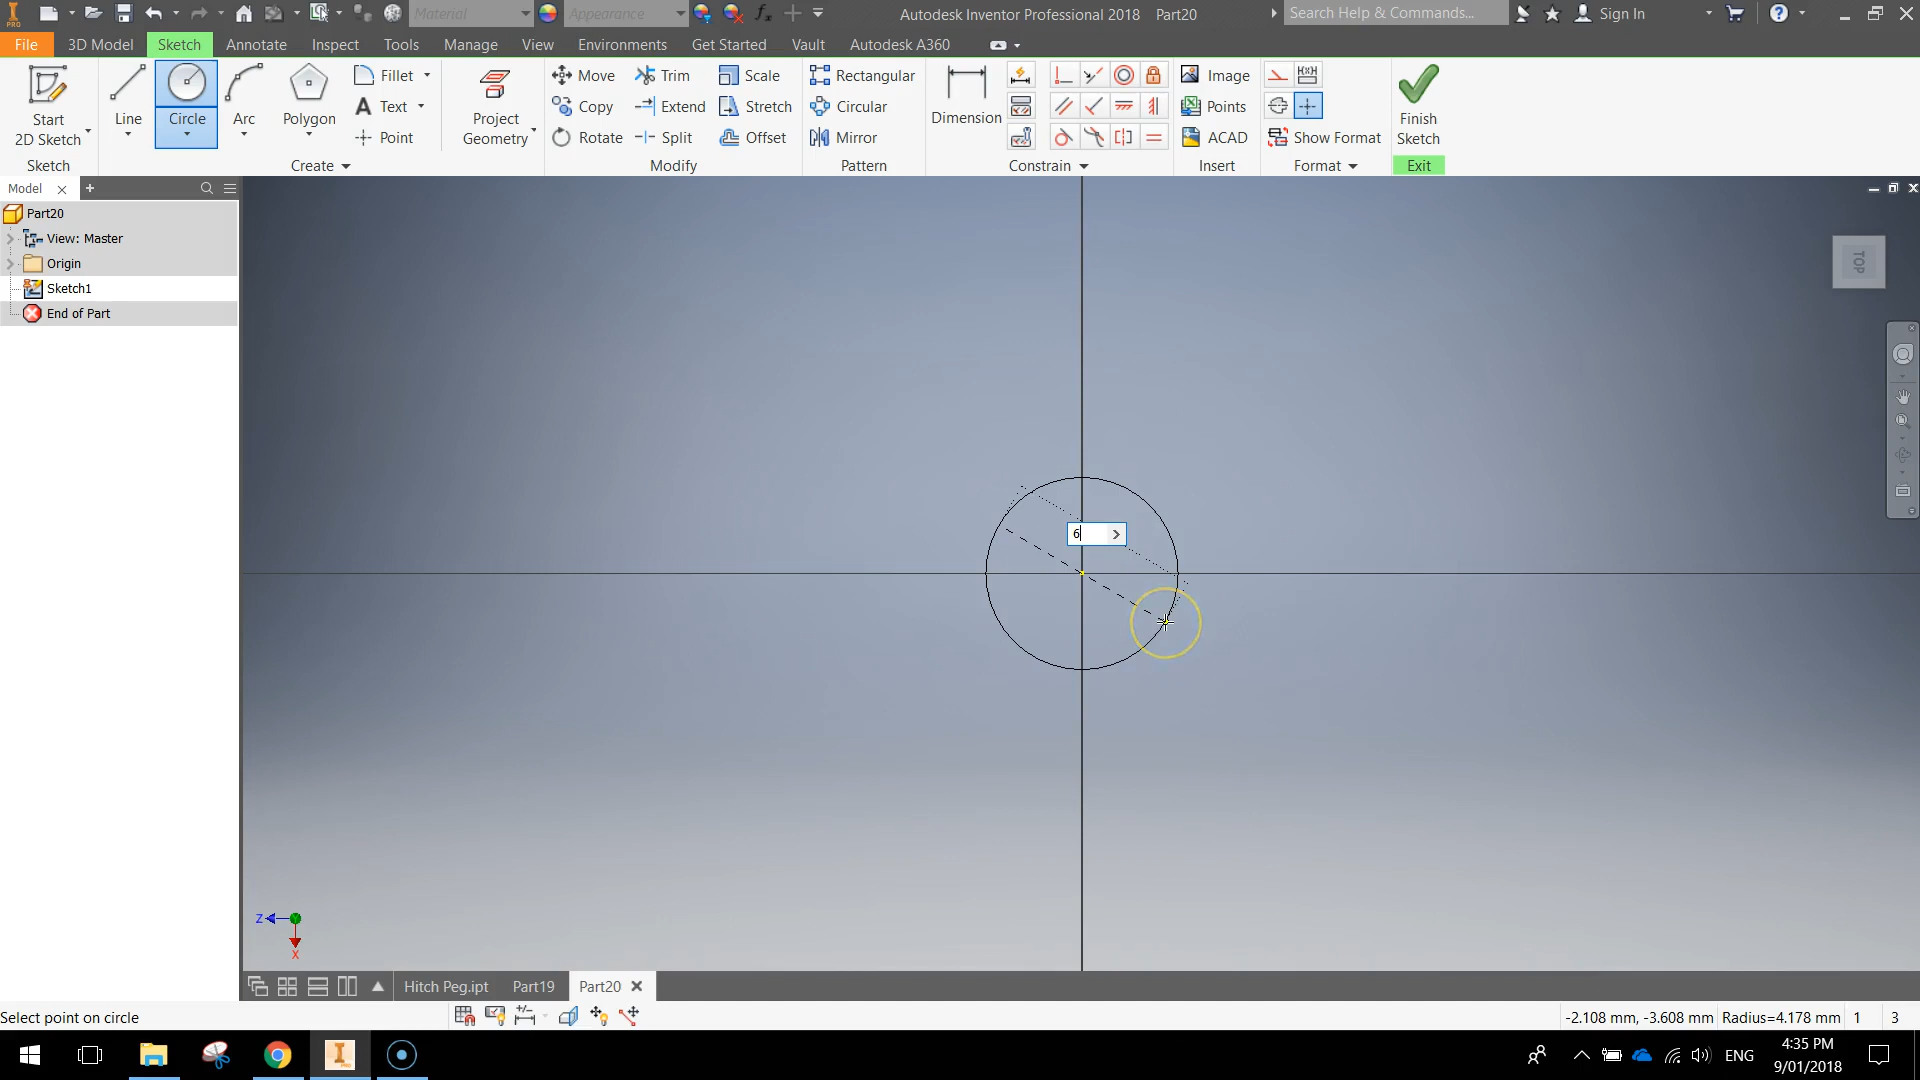 PRO
Material
Appearance
fx
Autodesk Inventor Professional 2018 Part20
Search Help & Commands...
Sign In
File 3D Model Sketch Annotate Inspect Tools Manage View Environments Get Started Vault Autodesk A360
Start
2D Sketch
Line
Circle
Arc
Polygon
Fillet
Text
Point
Project
Geometry
Move
Copy
Rotate
Trim
Extend
Split
Scale
Stretch
Offset
Rectangular
Circular
Mirror
Dimension
Image
Points
ACAD
Show Format
Finish
Sketch
Sketch Create Modify Pattern Constrain Insert Format Exit
Model
Part20
View: Master
Origin
Sketch1
End of Part
TOP
6
Z
X
Hitch Peg.ipt Part19 Part20
Select point on circle
-2.108 mm, -3.608 mm Radius=4.178 mm 1 3
ENG
4:35 PM
9/01/2018